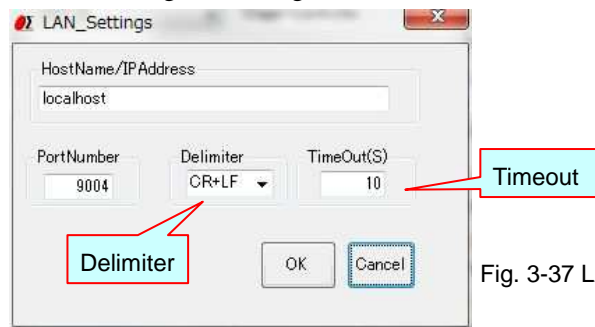 LAN_Settings
HostName/IPAddress
localhost
PortNumber
Delimiter
TimeOut(S)
9004
CR+LF
10
Timeout
Delimiter
OK
Cancel
Fig. 3-37 L